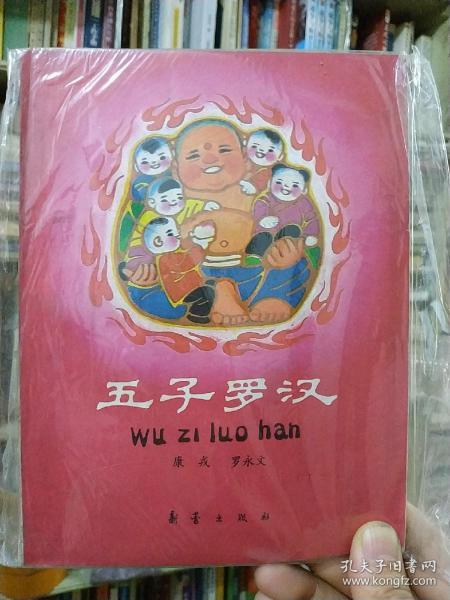 五子罗汉
wu zi luo han
康戎 罗永文
新蕾出版社
孔夫子旧书网
www.kongfz.com